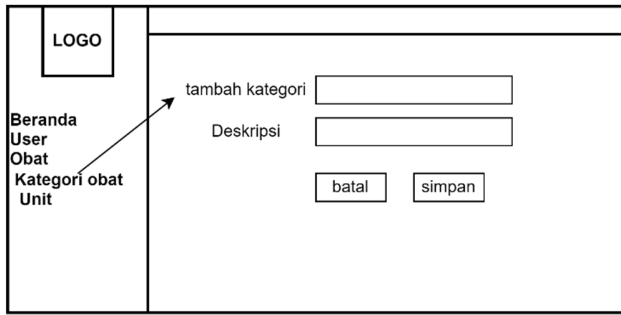 LOGO
Beranda
User
Obat
Kategori obat
Unit
tambah kategori
Deskripsi
batal
simpan